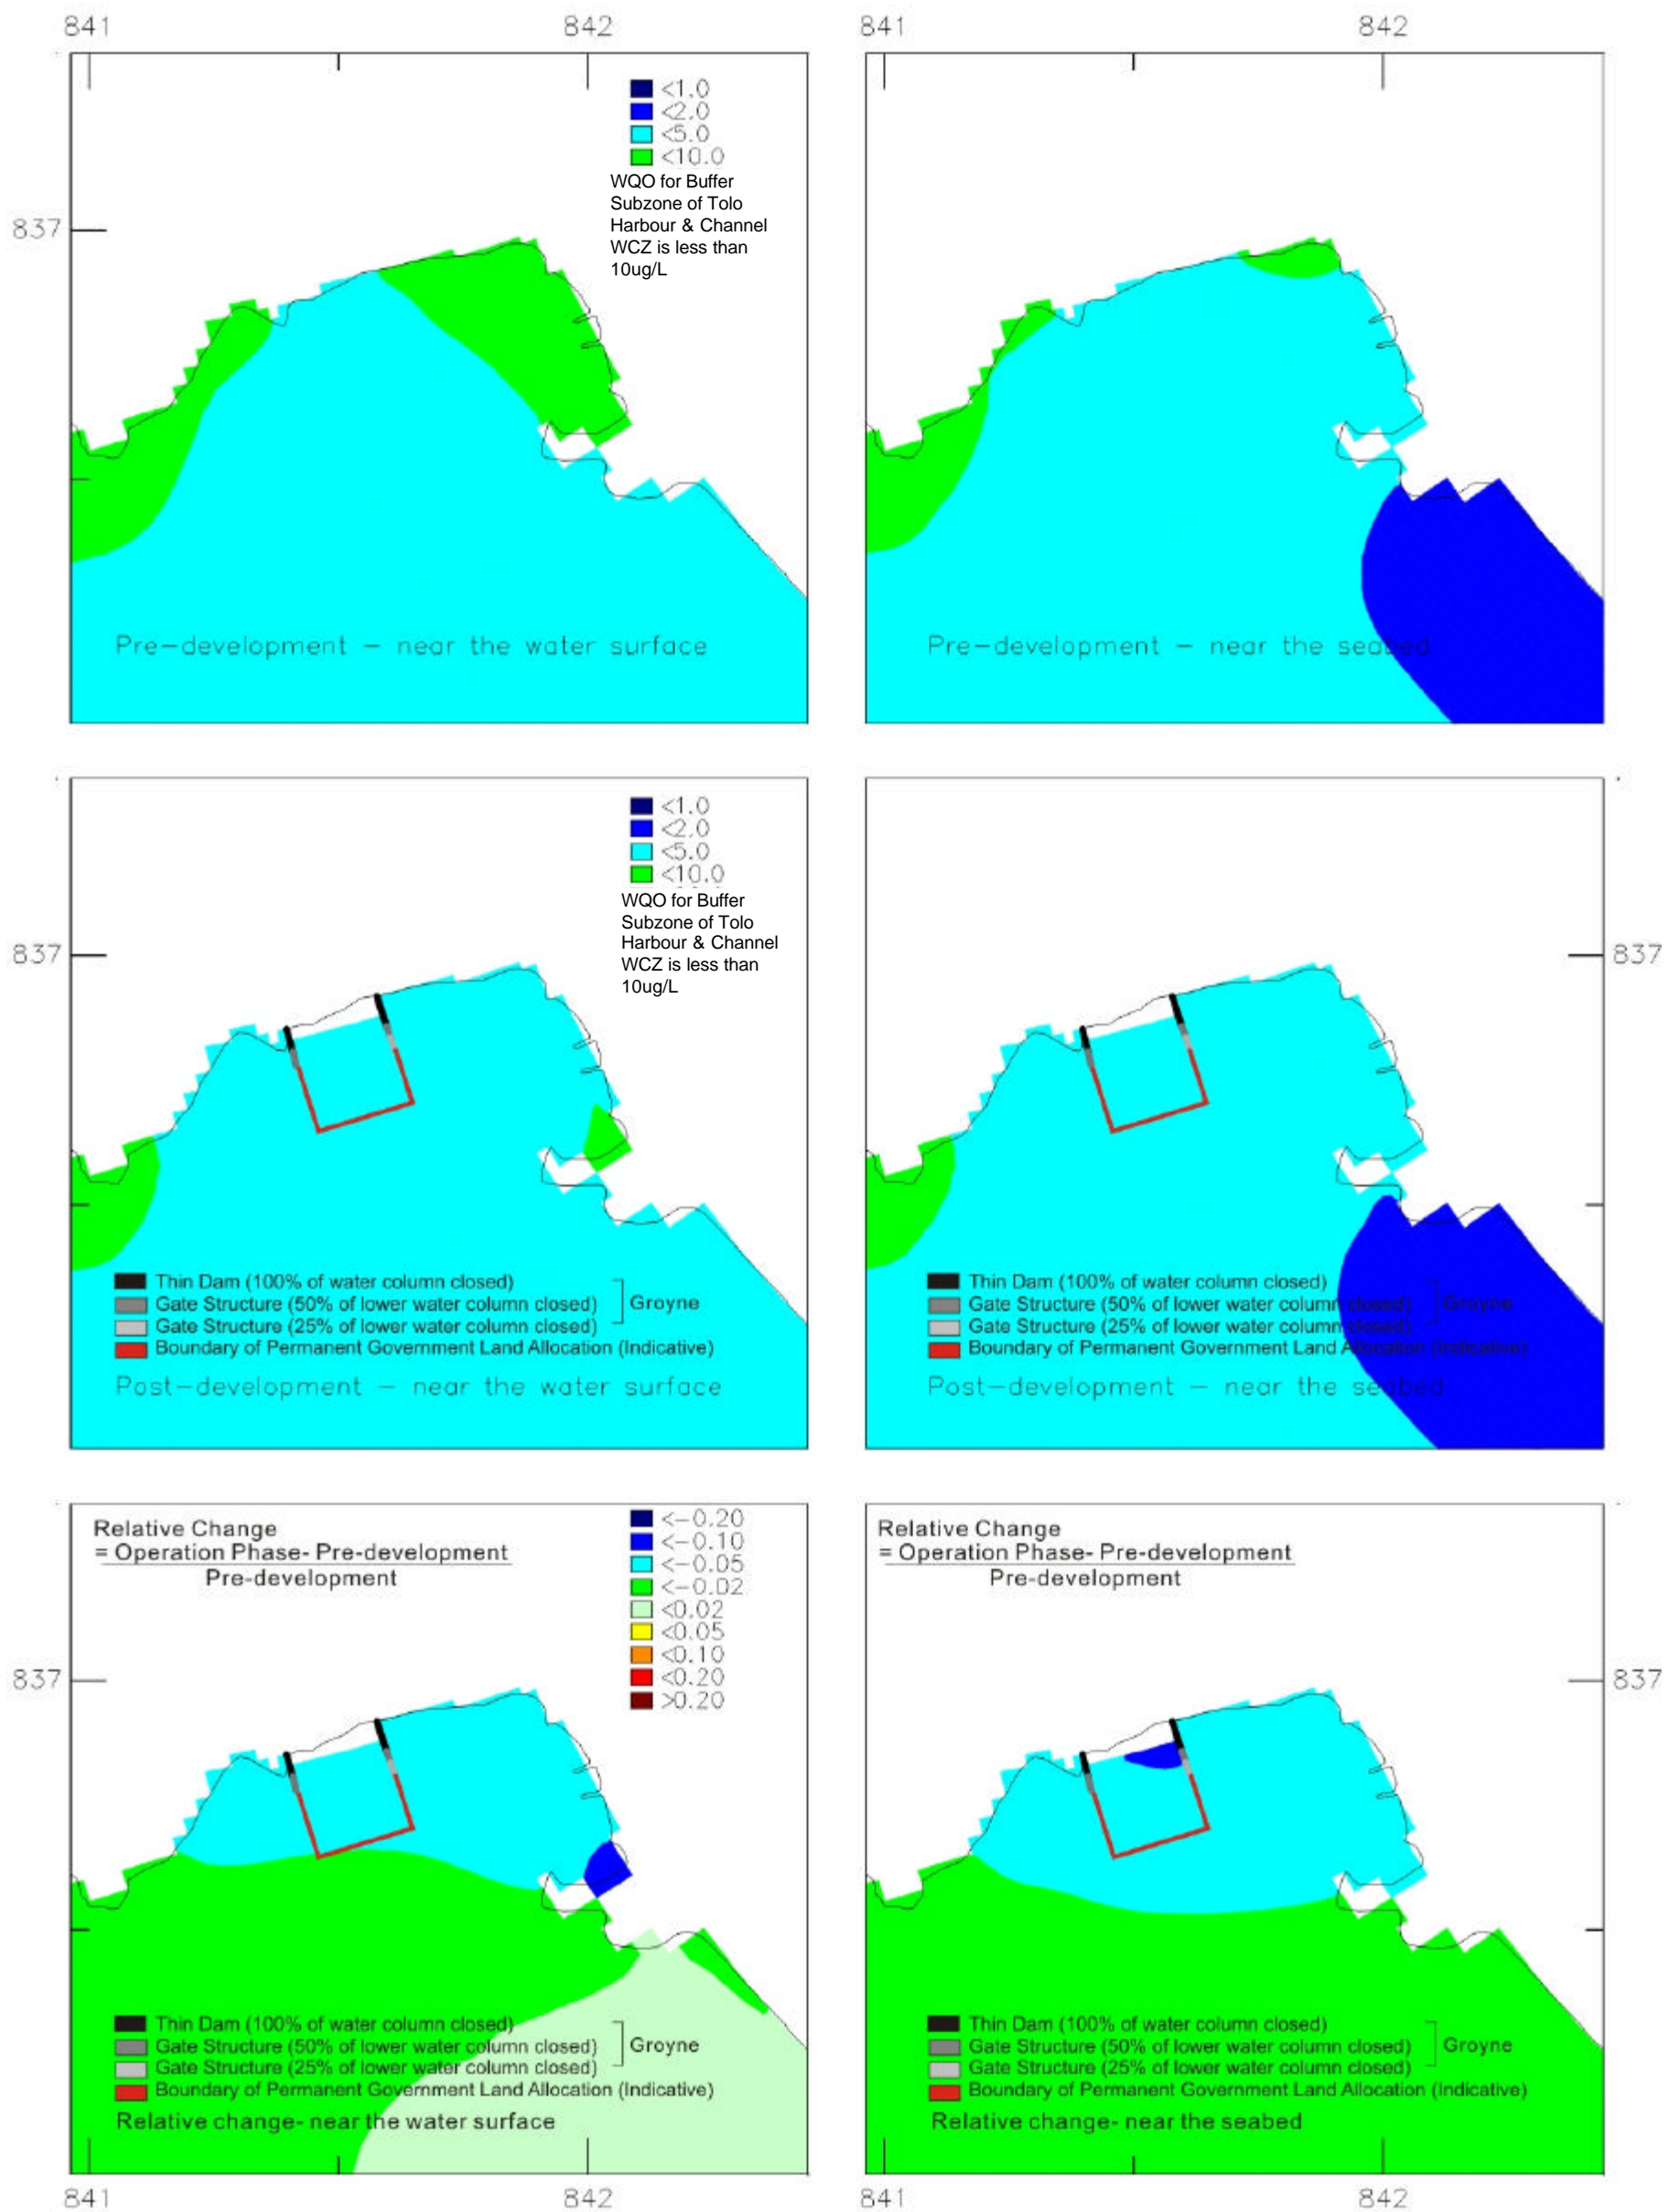 841
842
841
842
<1.0
<2.0
<5.0
<10.0
WQO for Buffer
Subzone of Tolo
Harbour & Channel
WCZ is less than
10ug/L
837
Pre-development - near the water surface
Pre-development - near the seabed
<1.0
<2.0
<5.0
<10.0
WQO for Buffer
Subzone of Tolo
Harbour & Channel
WCZ is less than
10ug/L
837
837
Thin Dam (100% of water column closed)
Gate Structure (50% of lower water column closed)
Gate Structure (25% of lower water column closed)
Groyne
Boundary of Permanent Government Land Allocation (Indicative)
Post-development - near the water surface
Thin Dam (100% of water column closed)
Gate Structure (50% of lower water column closed)
Gate Structure (25% of lower water column closed)
Groyne
Boundary of Permanent Government Land Allocation (Indicative)
Post-development - near the seabed
Relative Change
= Operation Phase- Pre-development
Pre-development
<-0.20
<-0.10
<-0.05
<-0.02
<0.02
<0.05
<0.10
<0.20
>0.20
Relative Change
= Operation Phase- Pre-development
Pre-development
837
837
Thin Dam (100% of water column closed)
Gate Structure (50% of lower water column closed)
Gate Structure (25% of lower water column closed)
Groyne
Boundary of Permanent Government Land Allocation (Indicative)
Relative change- near the water surface
Thin Dam (100% of water column closed)
Gate Structure (50% of lower water column closed)
Gate Structure (25% of lower water column closed)
Groyne
Boundary of Permanent Government Land Allocation (Indicative)
Relative change- near the seabed
841
842
841
842